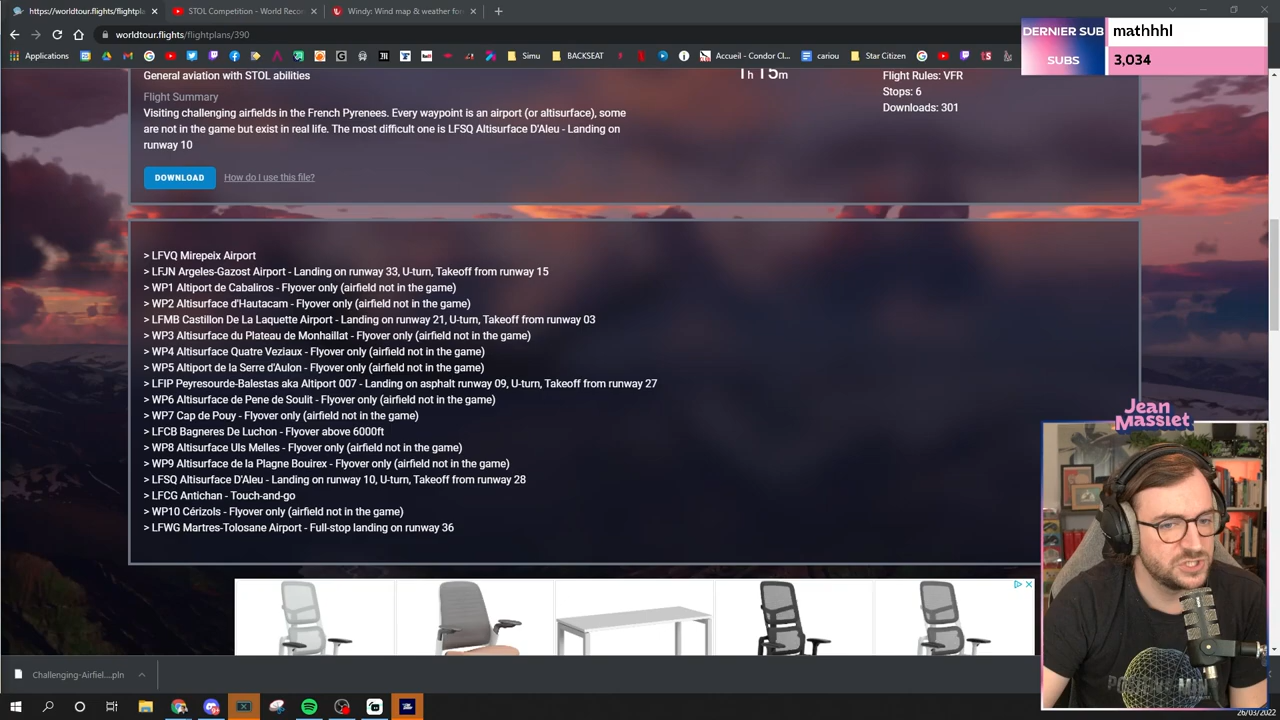 https://worldtour.flights/flightpl
STOL Competition - World Reco
Windy: Wind map & weather for
worldtour.flights/flightplans/390
Applications
Simu
BACKSEAT
Accueil - Condor Cl...
cariou
Star Citizen
DERNIER SUB
mathhhl
SUBS
3,034
General aviation with STOL abilities
1h 15m
Flight Rules: VFR
Stops: 6
Downloads: 301
Flight Summary
Visiting challenging airfields in the French Pyrenees. Every waypoint is an airport (or altisurface), some
are not in the game but exist in real life. The most difficult one is LFSQ Altisurface D'Aleu - Landing on
runway 10
DOWNLOAD
How do I use this file?
> LFVQ Mirepeix Airport
> LFJN Argeles-Gazost Airport - Landing on runway 33, U-turn, Takeoff from runway 15
> WP1 Altiport de Cabaliros - Flyover only (airfield not in the game)
> WP2 Altisurface d'Hautacam - Flyover only (airfield not in the game)
> LFMB Castillon De La Laquette Airport - Landing on runway 21, U-turn, Takeoff from runway 03
> WP3 Altisurface du Plateau de Monhaillat - Flyover only (airfield not in the game)
> WP4 Altisurface Quatre Veziaux - Flyover only (airfield not in the game)
> WP5 Altiport de la Serre d'Aulon - Flyover only (airfield not in the game)
> LFIP Peyresourde-Balestas aka Altiport 007 - Landing on asphalt runway 09, U-turn, Takeoff from runway 27
> WP6 Altisurface de Pene de Soulit - Flyover only (airfield not in the game)
> WP7 Cap de Pouy - Flyover only (airfield not in the game)
> LFCB Bagneres De Luchon - Flyover above 6000ft
> WP8 Altisurface Uls Melles - Flyover only (airfield not in the game)
> WP9 Altisurface de la Plagne Bouirex - Flyover only (airfield not in the game)
> LFSQ Altisurface D'Aleu - Landing on runway 10, U-turn, Takeoff from runway 28
> LFCG Antichan - Touch-and-go
> WP10 Cérizols - Flyover only (airfield not in the game)
> LFWG Martres-Tolosane Airport - Full-stop landing on runway 36
Jean
Massiet
Challenging-Airfiel....pln
26/03/2022